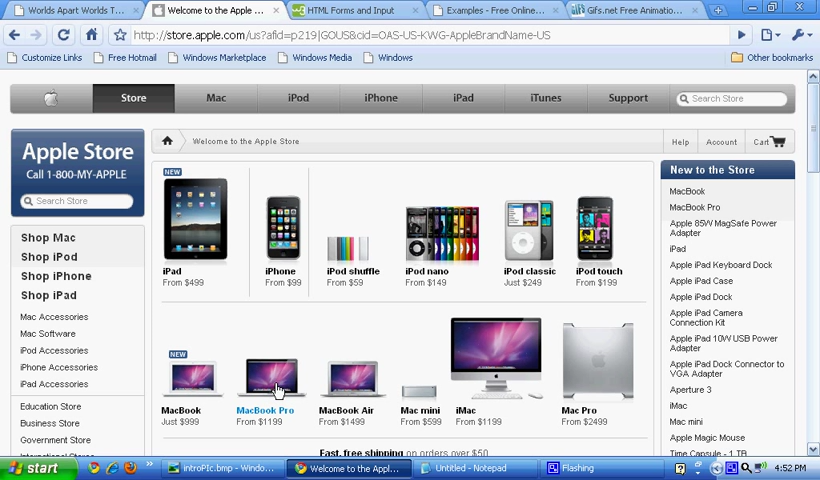 Worlds Apart Worlds T...
Welcome to the Apple ...
HTML Forms and Input
Examples - Free Online...
Gifs.net Free Animatio...
http://store.apple.com/us?afid=p219|GOUS&cid=OAS-US-KWG-AppleBrandName-US
Customize Links
Free Hotmail
Windows Marketplace
Windows Media
Windows
Other bookmarks
Store
Mac
iPod
iPhone
iPad
iTunes
Support
Search Store
Apple Store
Call 1-800-MY-APPLE
Search Store
Welcome to the Apple Store
Help
Account
Cart
Shop Mac
Shop iPod
Shop iPhone
Shop iPad
Mac Accessories
Mac Software
iPod Accessories
iPhone Accessories
iPad Accessories
Education Store
Business Store
Government Store
NEW
iPad
From $499
iPhone
From $99
iPod shuffle
From $59
iPod nano
From $149
iPod classic
Just $249
iPod touch
From $199
NEW
MacBook
Just $999
MacBook Pro
From $1199
MacBook Air
From $1499
Mac mini
From $599
iMac
From $1199
Mac Pro
From $2499
Fast, free shipping on orders over $50
New to the Store
MacBook
MacBook Pro
Apple 85W MagSafe Power
Adapter
iPad
Apple iPad Keyboard Dock
Apple iPad Case
Apple iPad Dock
Apple iPad Camera
Connection Kit
Apple iPad 10W USB Power
Adapter
Apple iPad Dock Connector to
VGA Adapter
Aperture 3
iMac
Mac mini
Apple Magic Mouse
Time Capsule - 1 TB
start
introPIc.bmp - Windo...
Welcome to the Appl...
Untitled - Notepad
Flashing
4:52 PM